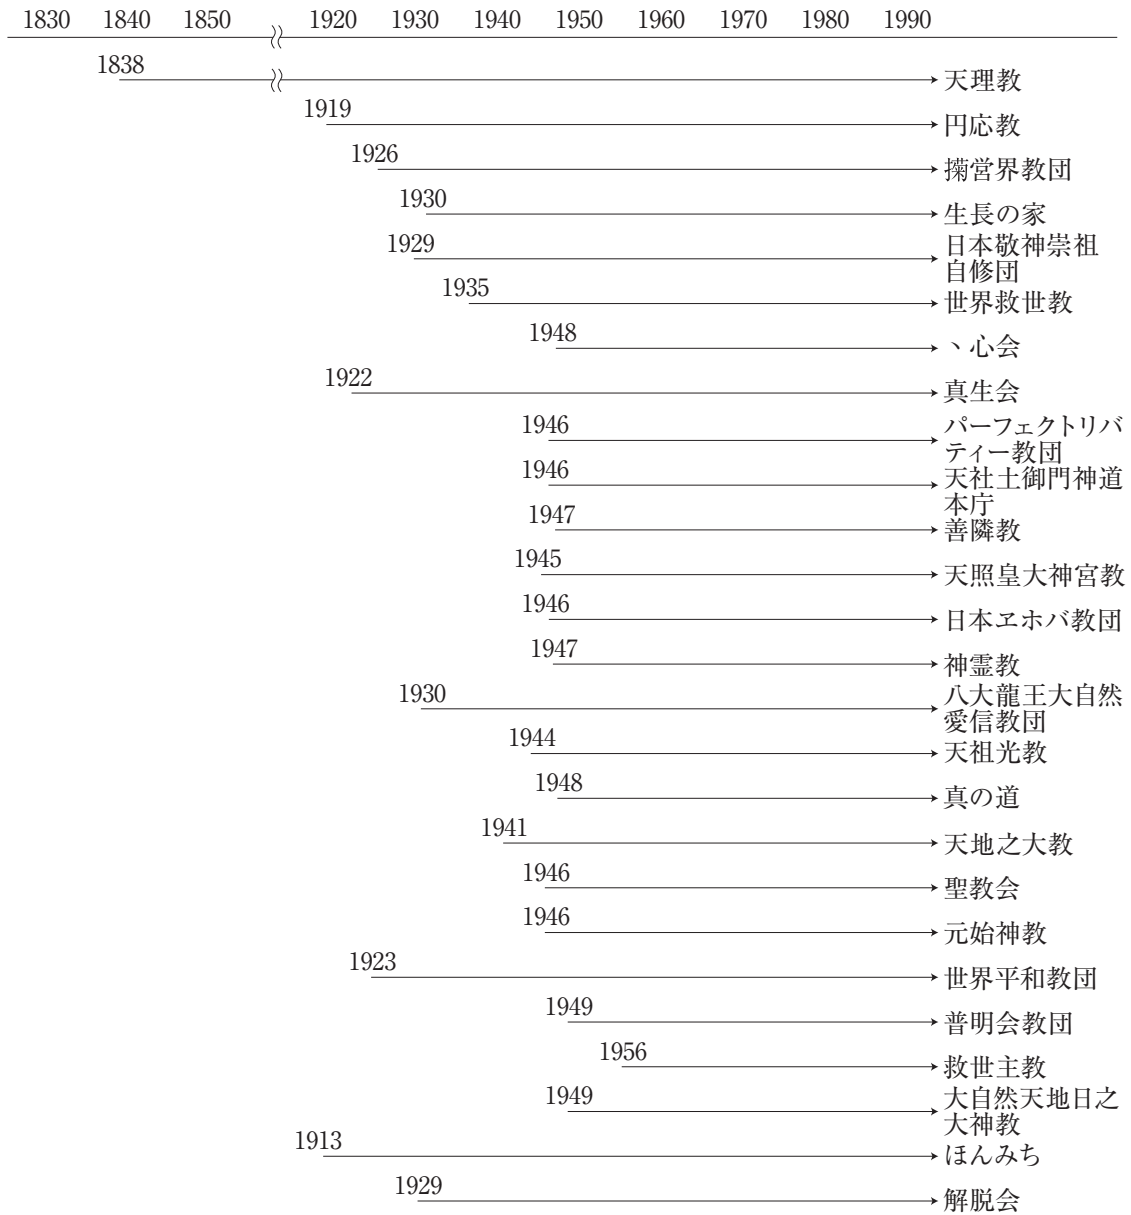 1830 1840 1850 1920 1930 1940 1950 1960 1970 1980 1990
1838
天理教
1919
円応教
1926
蘜営界教団
1930
生長の家
1929
日本敬神崇祖
自修団
1935
世界救世教
1948
丶心会
1922
真生会
1946
パーフェクトリバ
ティー教団
1946
天社土御門神道
本庁
1947
善隣教
1945
天照皇大神宮教
1946
日本ヱホバ教団
1947
神霊教
1930
八大龍王大自然
愛信教団
1944
天祖光教
1948
真の道
1941
天地之大教
1946
聖教会
1946
元始神教
1923
世界平和教団
1949
普明会教団
1956
救世主教
1949
大自然天地日之
大神教
1913
ほんみち
1929
解脱会